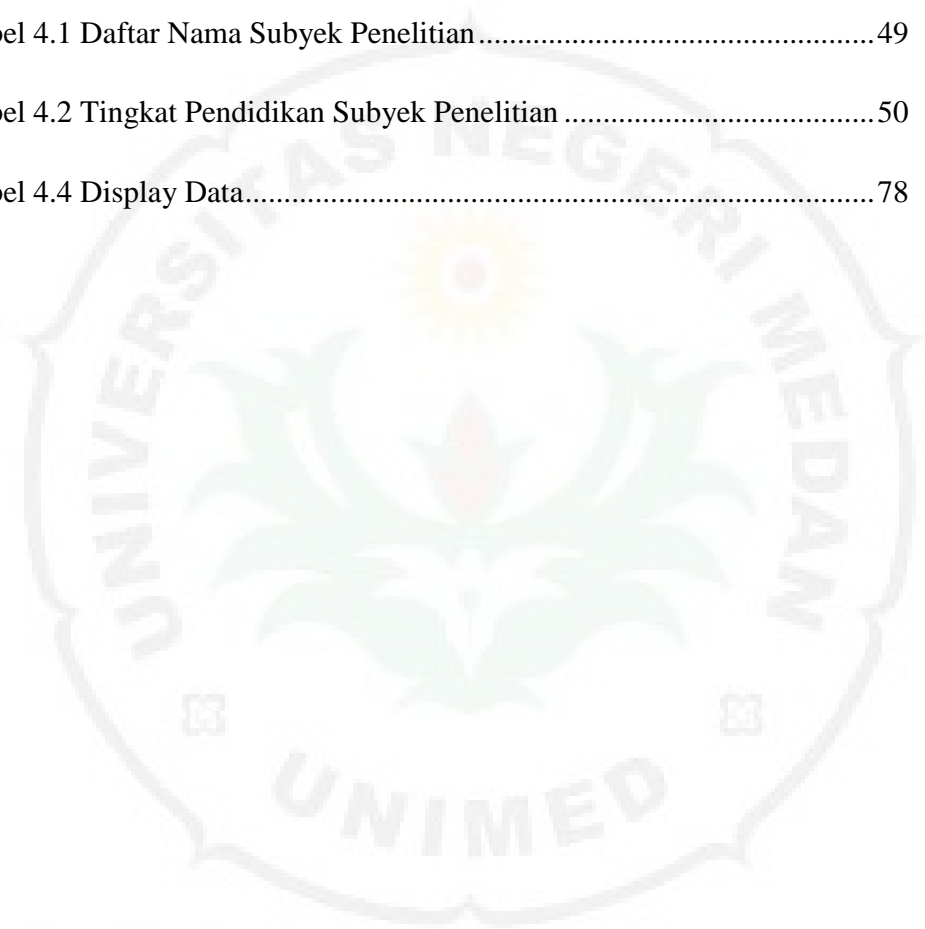 bel 4.1 Daftar Nama Subyek Penelitian.................................................49
bel 4.2 Tingkat Pendidikan Subyek Penelitian......................................50
bel 4.4 Display Data..............................................................................78
UNIVERSITAS NEGERI MEDAN
UNIMED